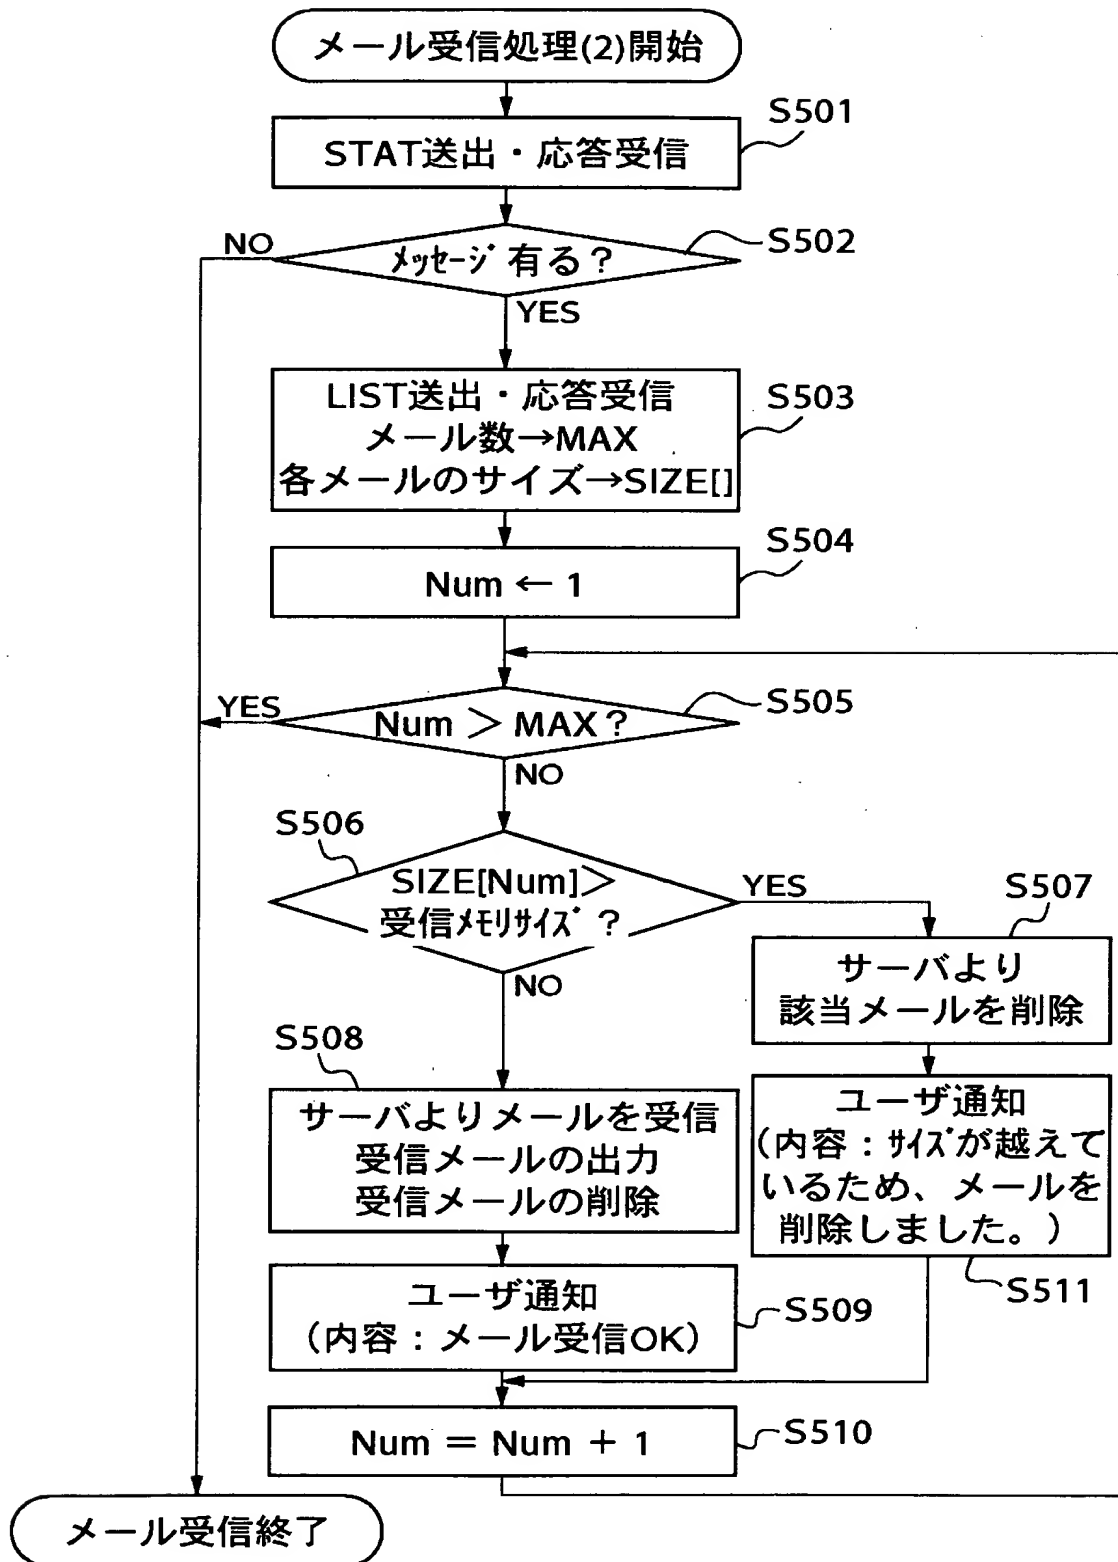 メール受信処理(2)開始
S501
STAT送出・応答受信
S502
NO
メッセージ有る?
YES
S503
LIST送出・応答受信
メール数→MAX
各メールのサイズ→SIZE[]
S504
Num ← 1
S505
YES
Num > MAX?
NO
S506
SIZE[Num]>
受信メモリサイズ?
YES
NO
S507
サーバより
該当メールを削除
S508
サーバよりメールを受信
受信メールの出力
受信メールの削除
ユーザ通知
(内容:サイズが越えて
いるため、メールを
削除しました。)
S511
ユーザ通知
(内容:メール受信OK)
S509
Num = Num + 1
S510
メール受信終了